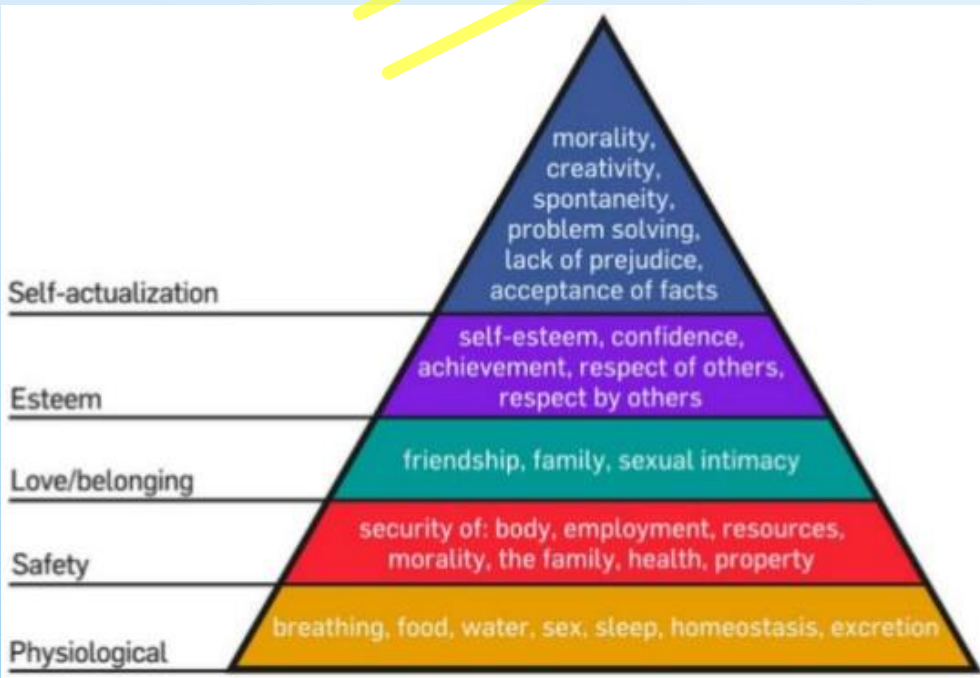 morality,
creativity,
spontaneity,
problem solving,
lack of prejudice,
acceptance of facts
Self-actualization
self-esteem, confidence,
achievement, respect of others,
respect by others
Esteem
friendship, family, sexual intimacy
Love/belonging
security of: body, employment, resources,
morality, the family, health, property
Safety
breathing, food, water, sex, sleep, homeostasis, excretion
Physiological